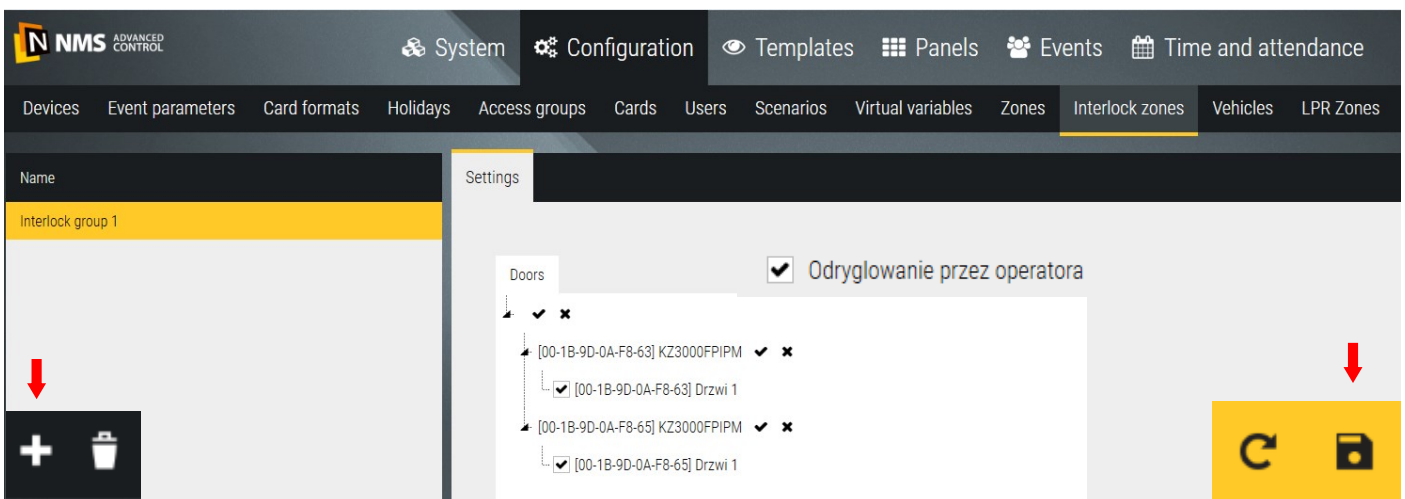 N NMS ADVANCED CONTROL
System Configuration Templates Panels Events Time and attendance
Devices Event parameters Card formats Holidays Access groups Cards Users Scenarios Virtual variables Zones Interlock zones Vehicles LPR Zones
Name
Settings
Interlock group 1
Doors
Odryglowanie przez operatora
[00-1B-9D-0A-F8-63] KZ3000FPIPM
[00-1B-9D-0A-F8-63] Drzwi 1
[00-1B-9D-0A-F8-65] KZ3000FPIPM
[00-1B-9D-0A-F8-65] Drzwi 1